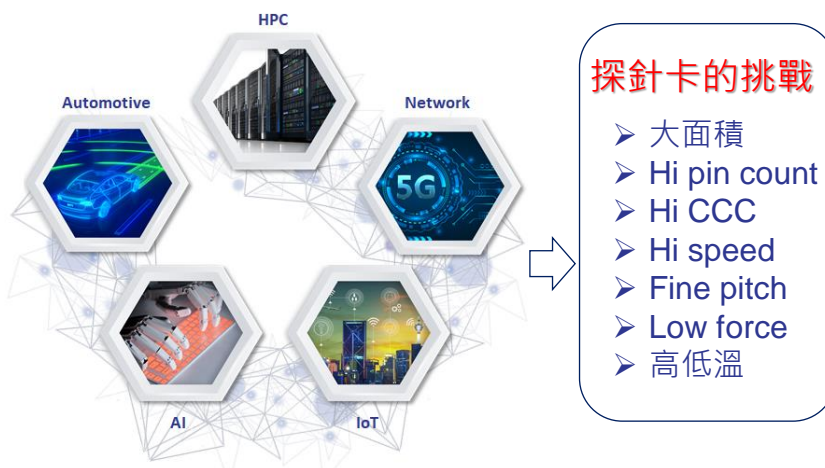 HPC
Automotive
Network
5G
AI
IoT
探針卡的挑戰
➢ 大面積
➢ Hi pin count
➢ Hi CCC
➢ Hi speed
➢ Fine pitch
➢ Low force
➢ 高低溫